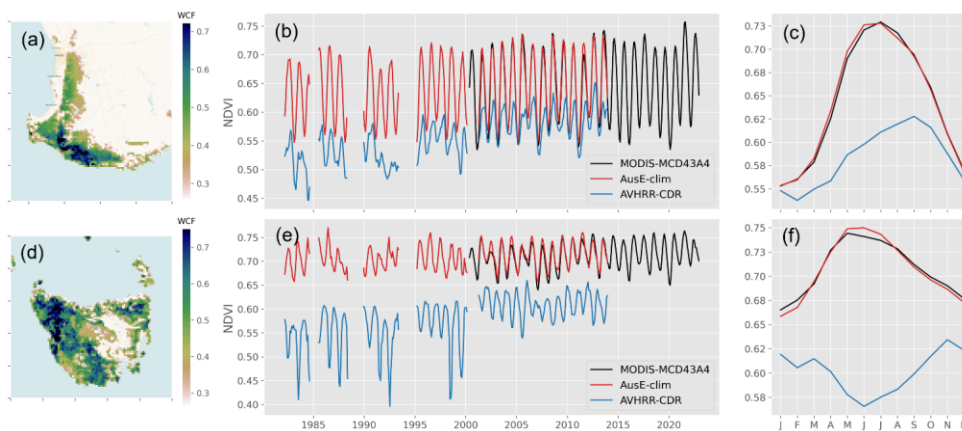 WCF
(a)
0.7
0.6
0.5
0.4
0.3
(b)
NDVI
0.75
0.70
0.65
0.60
0.55
0.50
0.45
MODIS-MCD43A4
AusE-clim
AVHRR-CDR
(c)
0.73
0.70
0.68
0.65
0.62
0.60
0.58
0.55
WCF
(d)
0.7
0.6
0.5
0.4
0.3
(e)
NDVI
0.75
0.70
0.65
0.60
0.55
0.50
0.45
0.40
MODIS-MCD43A4
AusE-clim
AVHRR-CDR
1985 1990 1995 2000 2005 2010 2015 2020
(f)
0.75
0.73
0.70
0.68
0.65
0.62
0.60
0.58
J F M A M J J A S O N